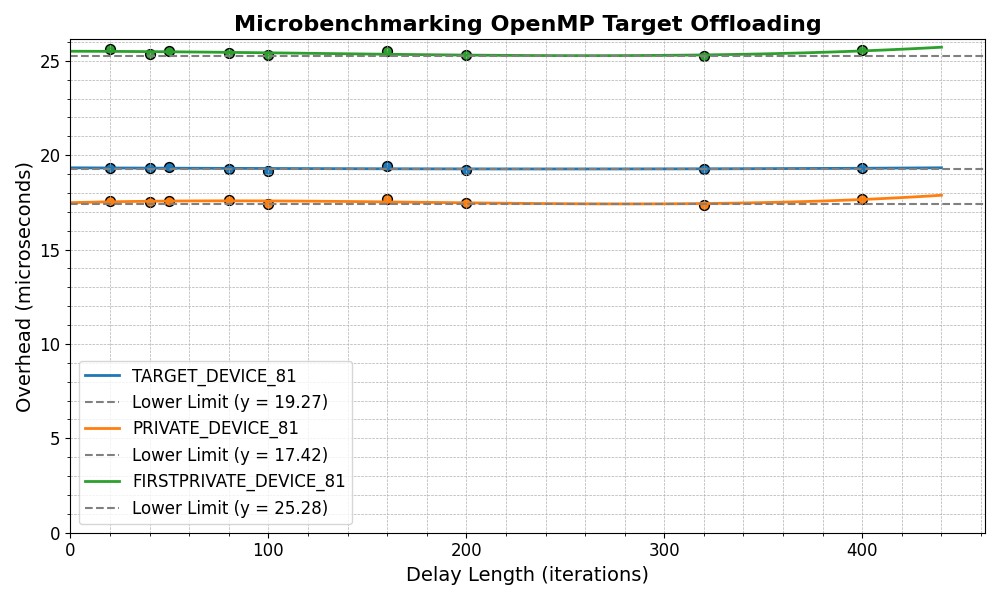 Microbenchmarking OpenMP Target Offloading
Overhead (microseconds)
25
20
15
10
5
0
TARGET_DEVICE_81
Lower Limit (y = 19.27)
PRIVATE_DEVICE_81
Lower Limit (y = 17.42)
FIRSTPRIVATE_DEVICE_81
Lower Limit (y = 25.28)
0 100 200 300 400
Delay Length (iterations)